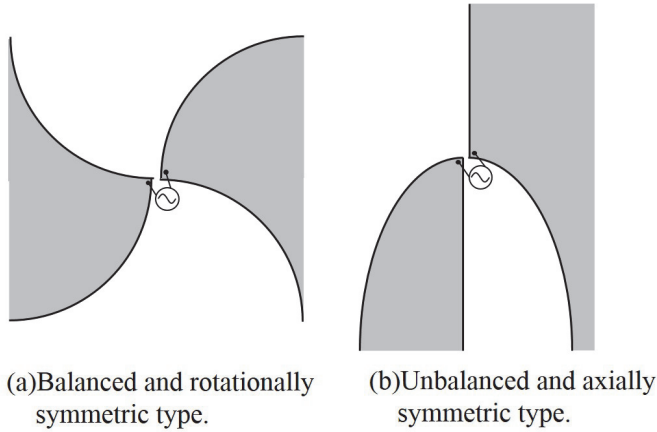 (a)Balanced and rotationally
symmetric type.
(b)Unbalanced and axially
symmetric type.